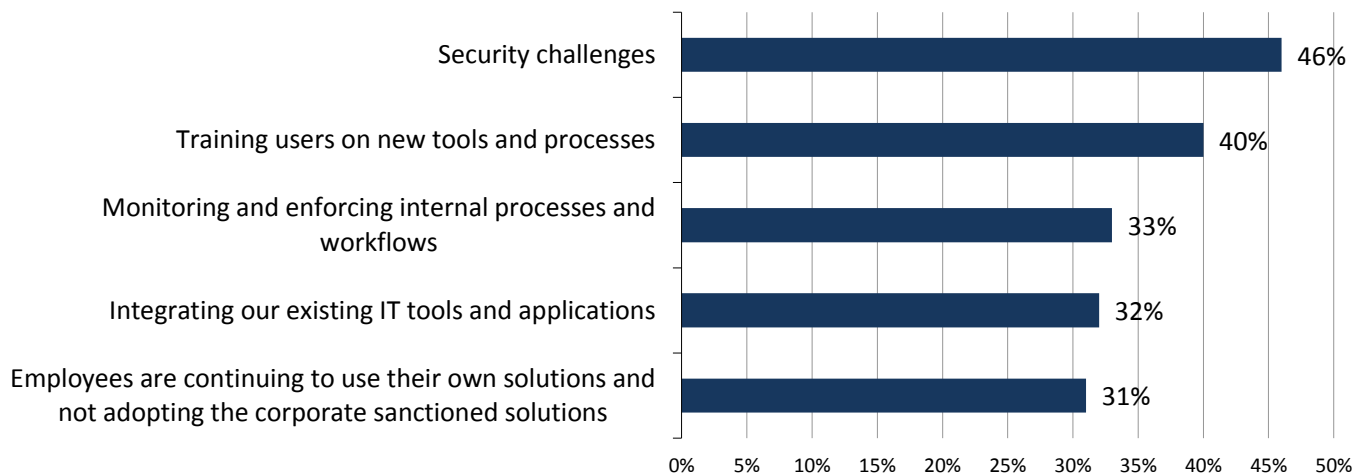 Security challenges
46%
Training users on new tools and processes
40%
Monitoring and enforcing internal processes and
workflows
33%
Integrating our existing IT tools and applications
32%
Employees are continuing to use their own solutions and
not adopting the corporate sanctioned solutions
31%
0% 5% 10% 15% 20% 25% 30% 35% 40% 45% 50%